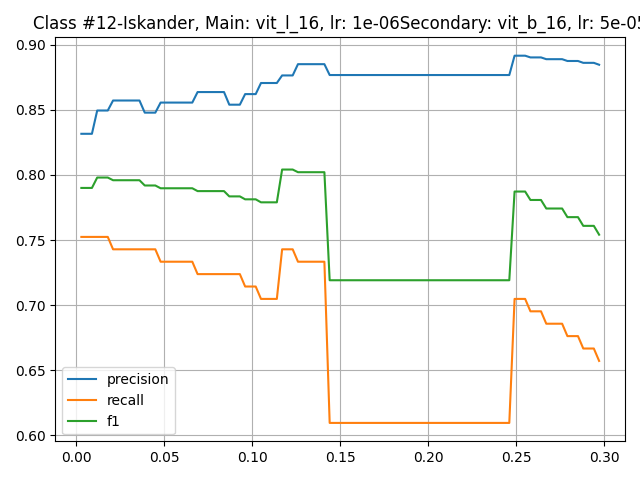 Class #12-Iskander, Main: vit_l_16, lr: 1e-06Secondary: vit_b_16, lr: 5e-05
0.90
0.85
0.80
0.75
0.70
0.65
0.60
precision
recall
f1
0.00 0.05 0.10 0.15 0.20 0.25 0.30